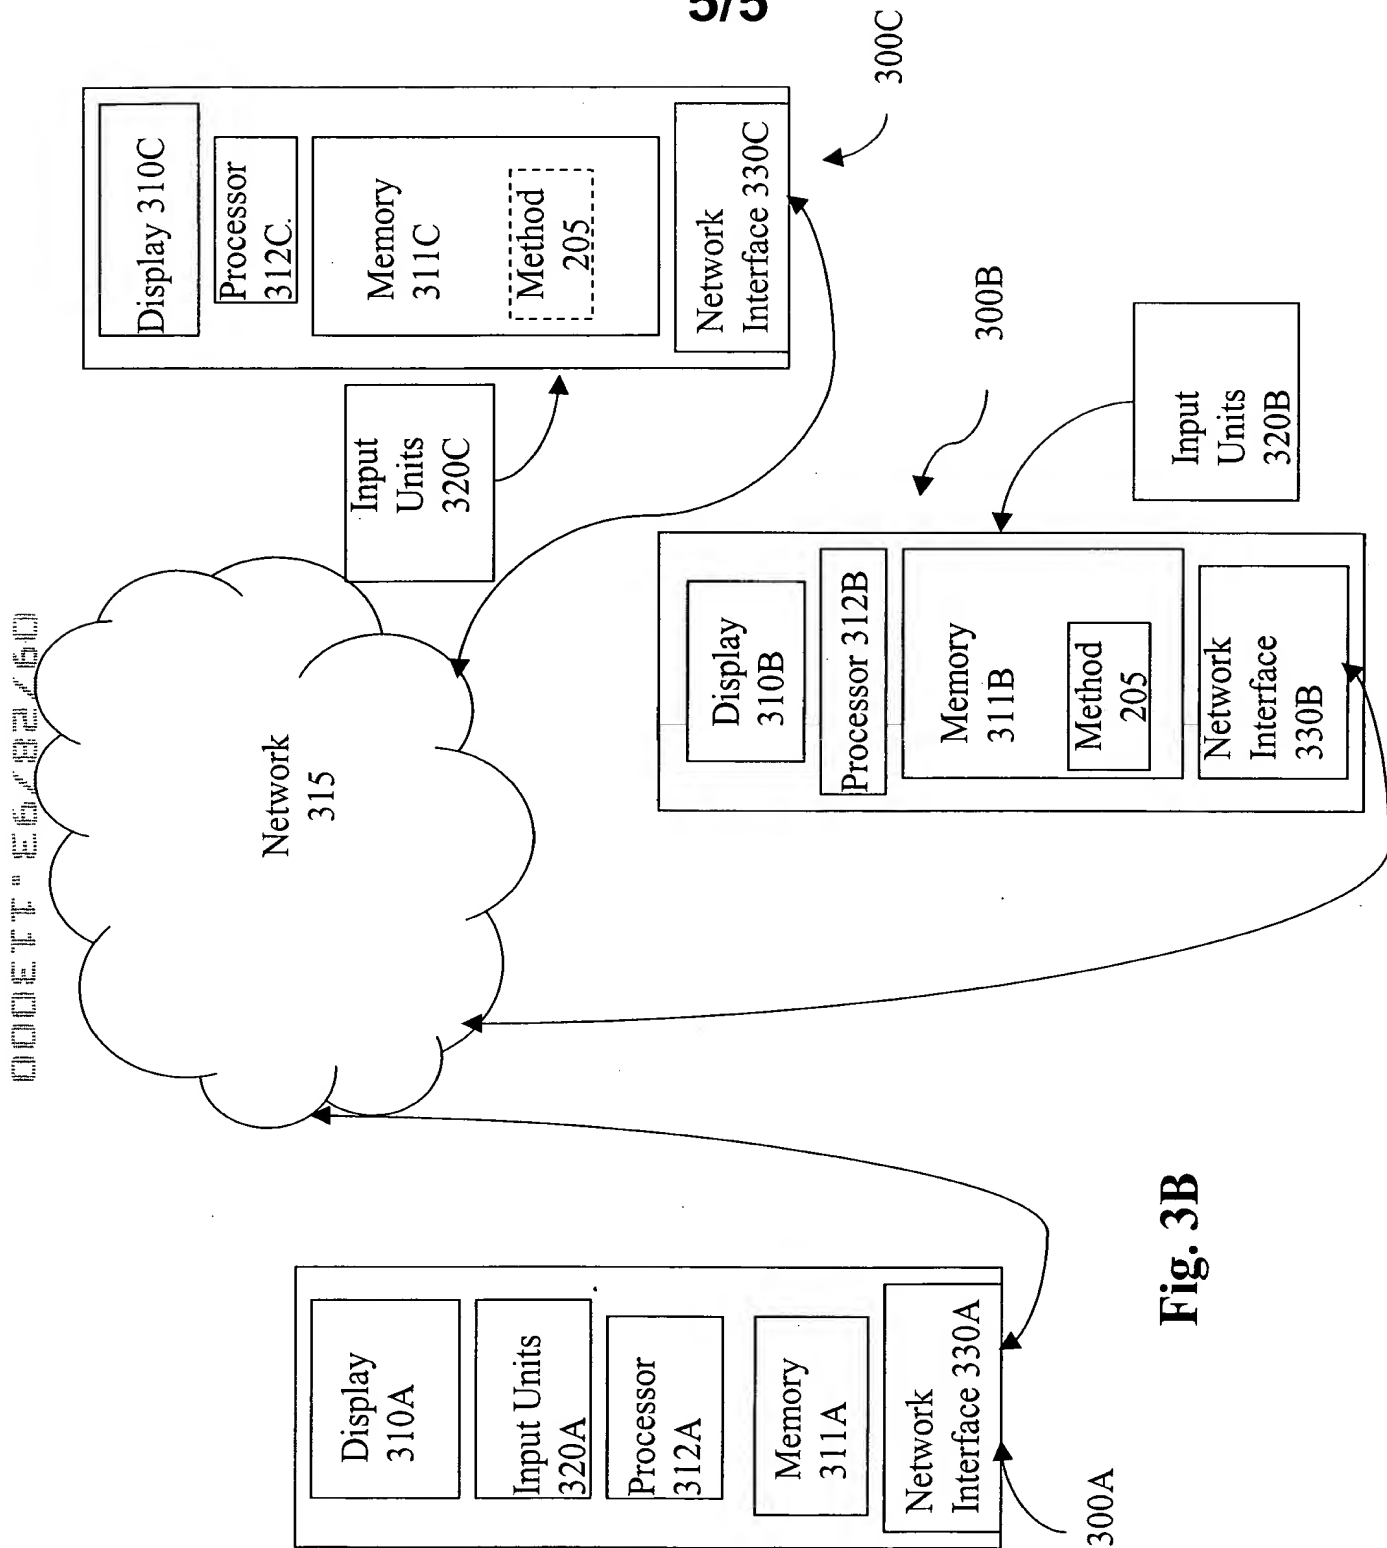 5/5
09728793.113000
Network
315
Display 310C
Processor
312C.
Memory
311C
Method
205
Network
Interface 330C
300C
Input
Units
320C
300B
Display
310B
Processor 312B
Memory
311B
Method
205
Network
Interface
330B
Input
Units
320B
Display
310A
Input Units
320A
Processor
312A
Memory
311A
Network
Interface 330A
300A
Fig. 3B